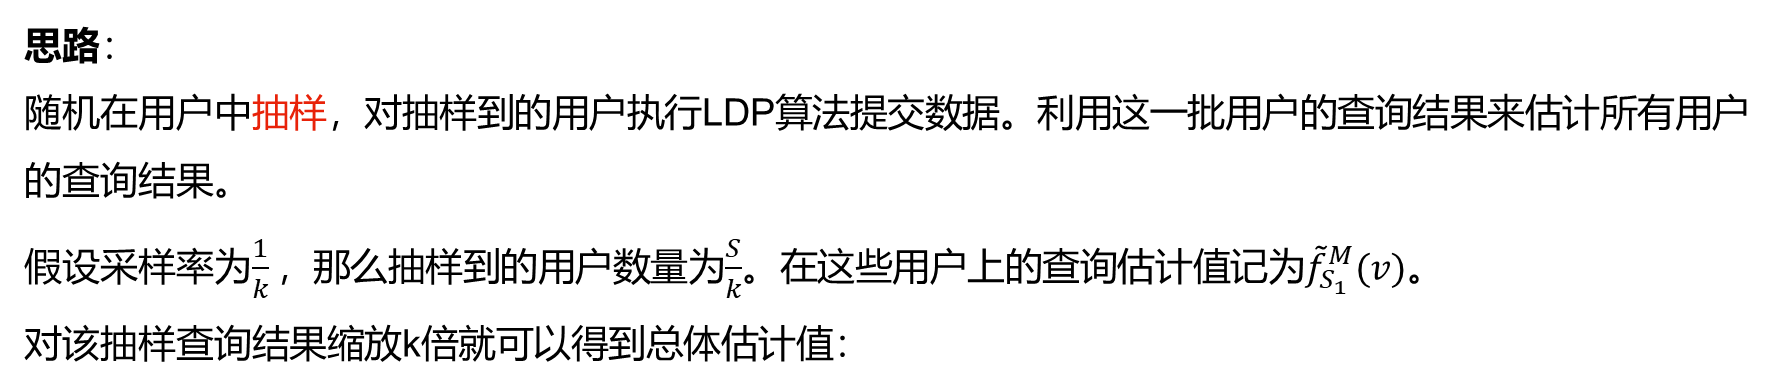 思路：
随机在用户中抽样，对抽样到的用户执行LDP算法提交数据。利用这一批用户的查询结果来估计所有用户
的查询结果。
假设采样率为$\frac{1}{k}$，那么抽样到的用户数量为$\frac{S}{k}$。在这些用户上的查询估计值记为$\tilde{f}_{S_1}^{M}(v)$。
对该抽样查询结果缩放k倍就可以得到总体估计值：